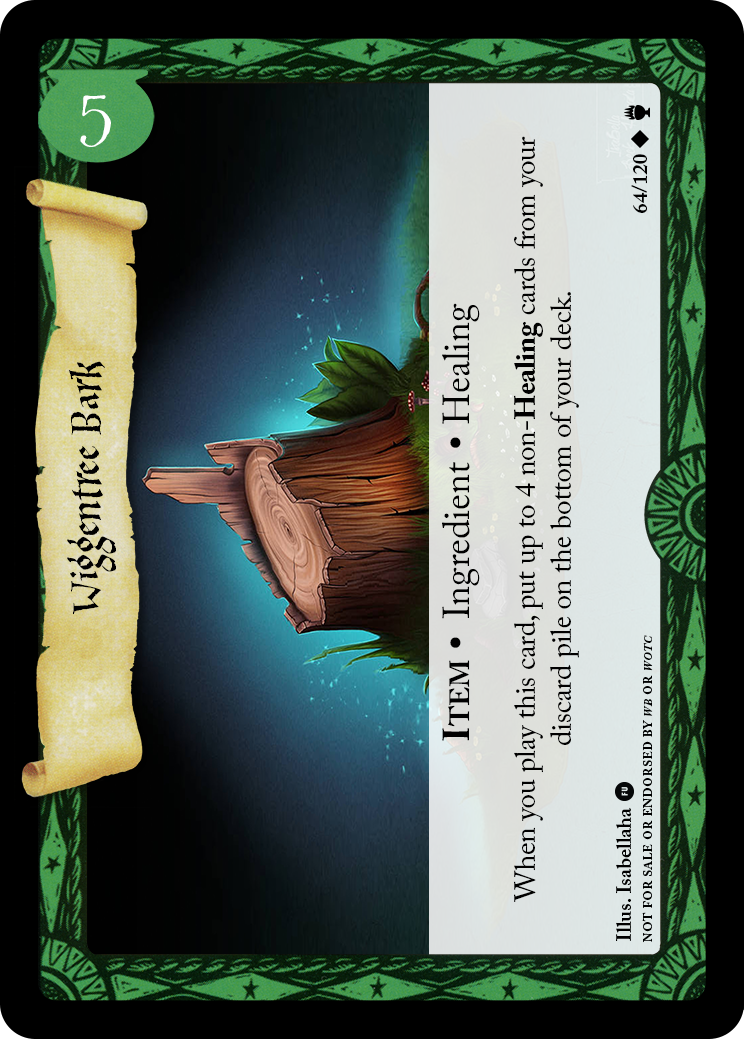 5
Wiggentree Bark
ITEM • Ingredient • Healing
When you play this card, put up to 4 non-Healing cards from your
discard pile on the bottom of your deck.
Illus. Isabellaha FU
NOT FOR SALE OR ENDORSED BY WB OR WOTC
64/120